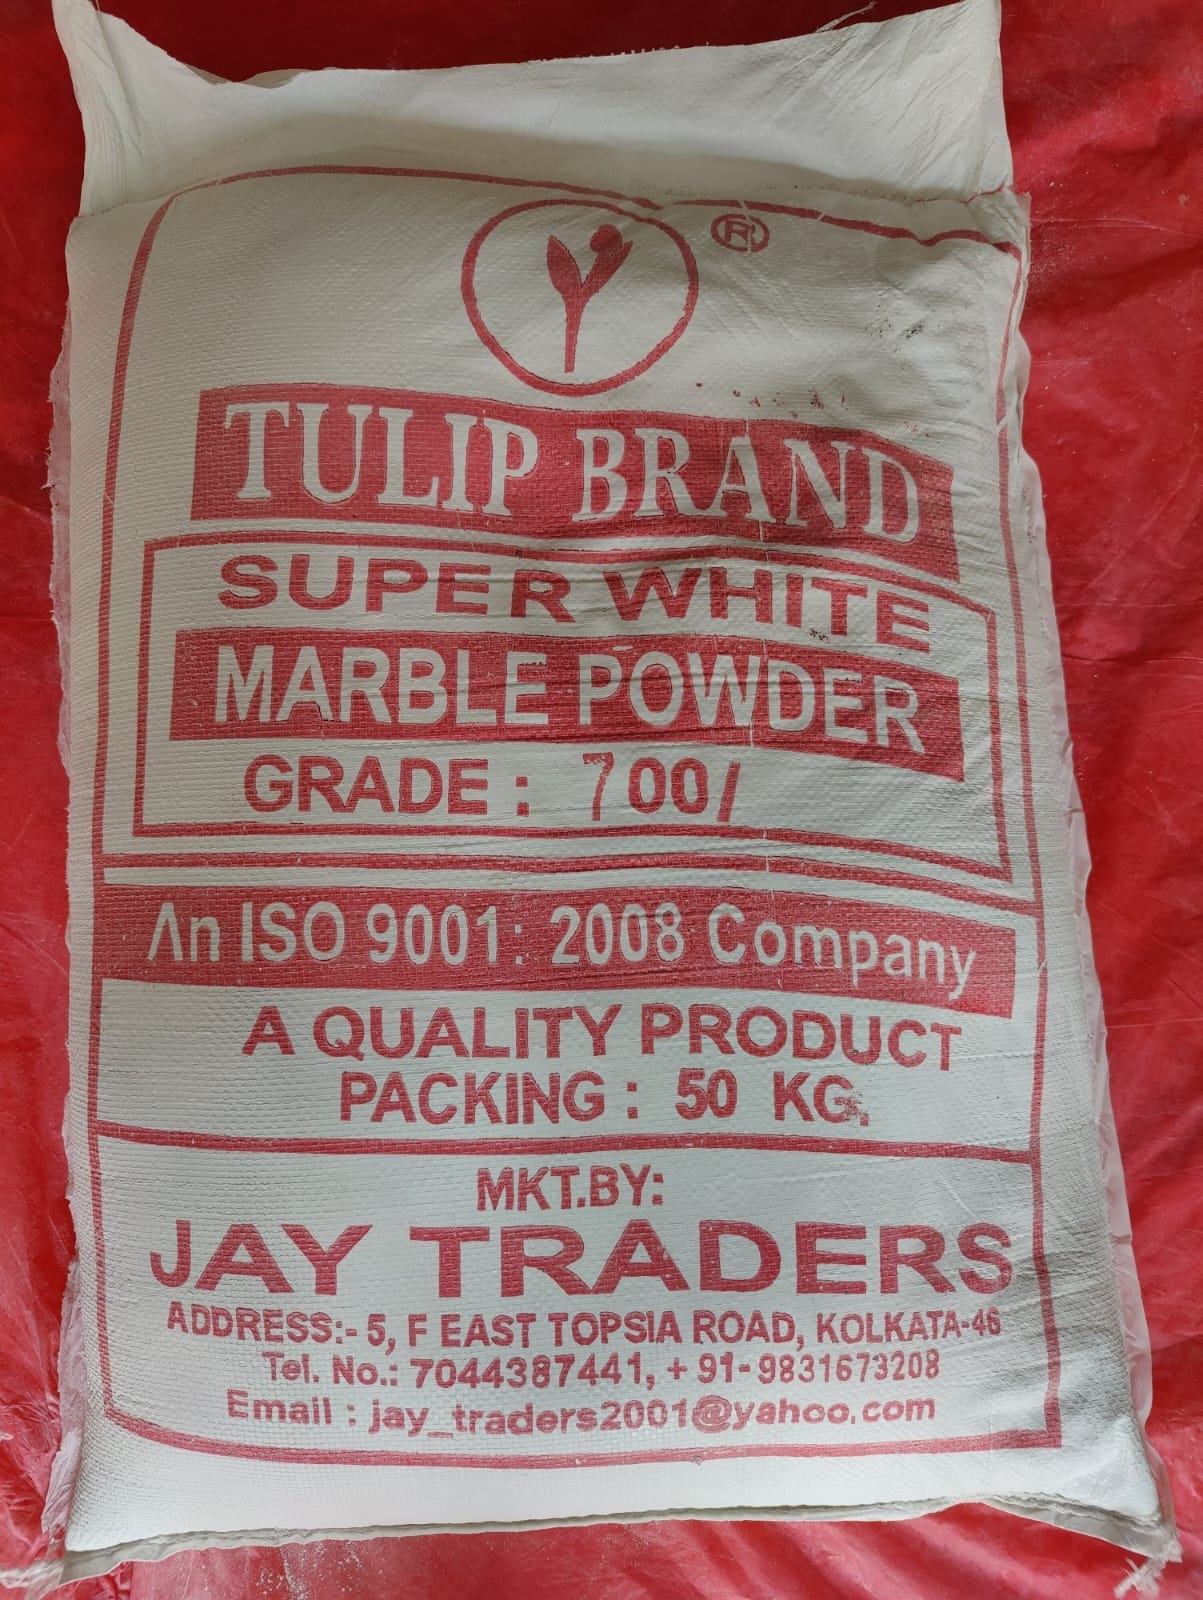 ®
TULIP BRAND
SUPER WHITE
MARBLE POWDER
GRADE : 700/
An ISO 9001: 2008 Company
A QUALITY PRODUCT
PACKING : 50 KG.
MKT.BY:
JAY TRADERS
ADDRESS:- 5, F EAST TOPSIA ROAD, KOLKATA-46
Tel. No.: 7044387441, + 91-9831673208
Email : jay_traders2001@yahoo.com